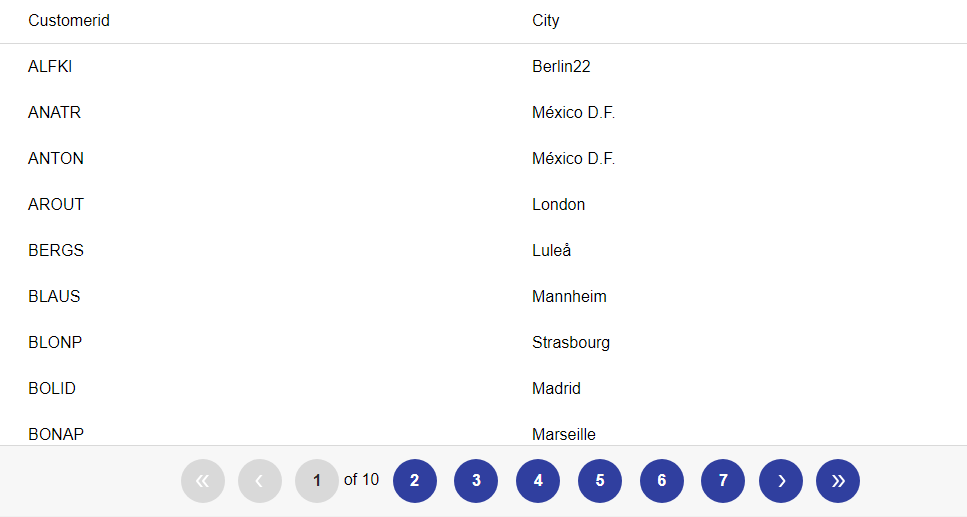 Customerid City
ALFKI Berlin22
ANATR México D.F.
ANTON México D.F.
AROUT London
BERGS Luleå
BLAUS Mannheim
BLONP Strasbourg
BOLID Madrid
BONAP Marseille
« ‹ 1 of 10 2 3 4 5 6 7 › »